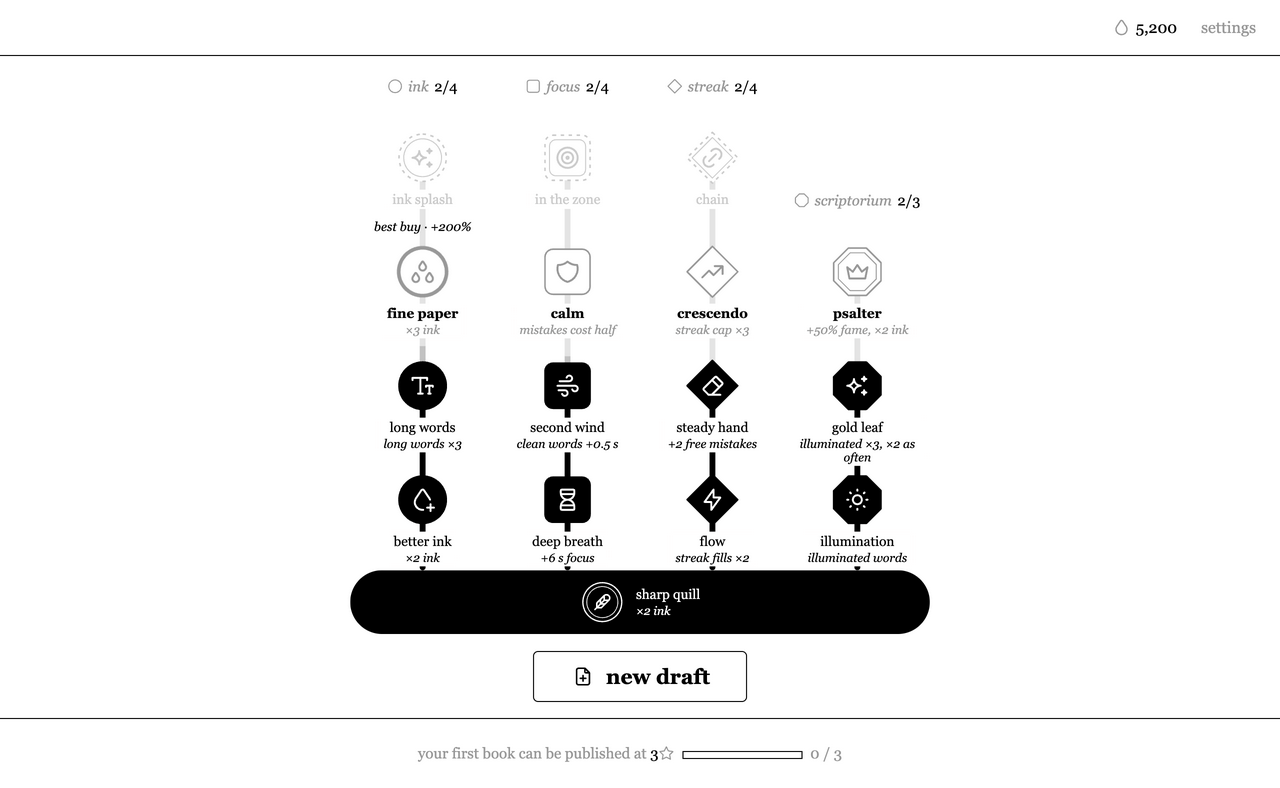 5,200 settings
ink 2/4 focus 2/4 streak 2/4
ink splash in the zone chain
scriptorium 2/3
best buy · +200%
fine paper calm crescendo psalter
×3 ink mistakes cost half streak cap ×3 +50% fame, ×2 ink
long words second wind steady hand gold leaf
long words ×3 clean words +0.5 s +2 free mistakes illuminated ×3, ×2 as
often
better ink deep breath flow illumination
×2 ink +6 s focus streak fills ×2 illuminated words
sharp quill
×2 ink
new draft
your first book can be published at 3☆ 0 / 3